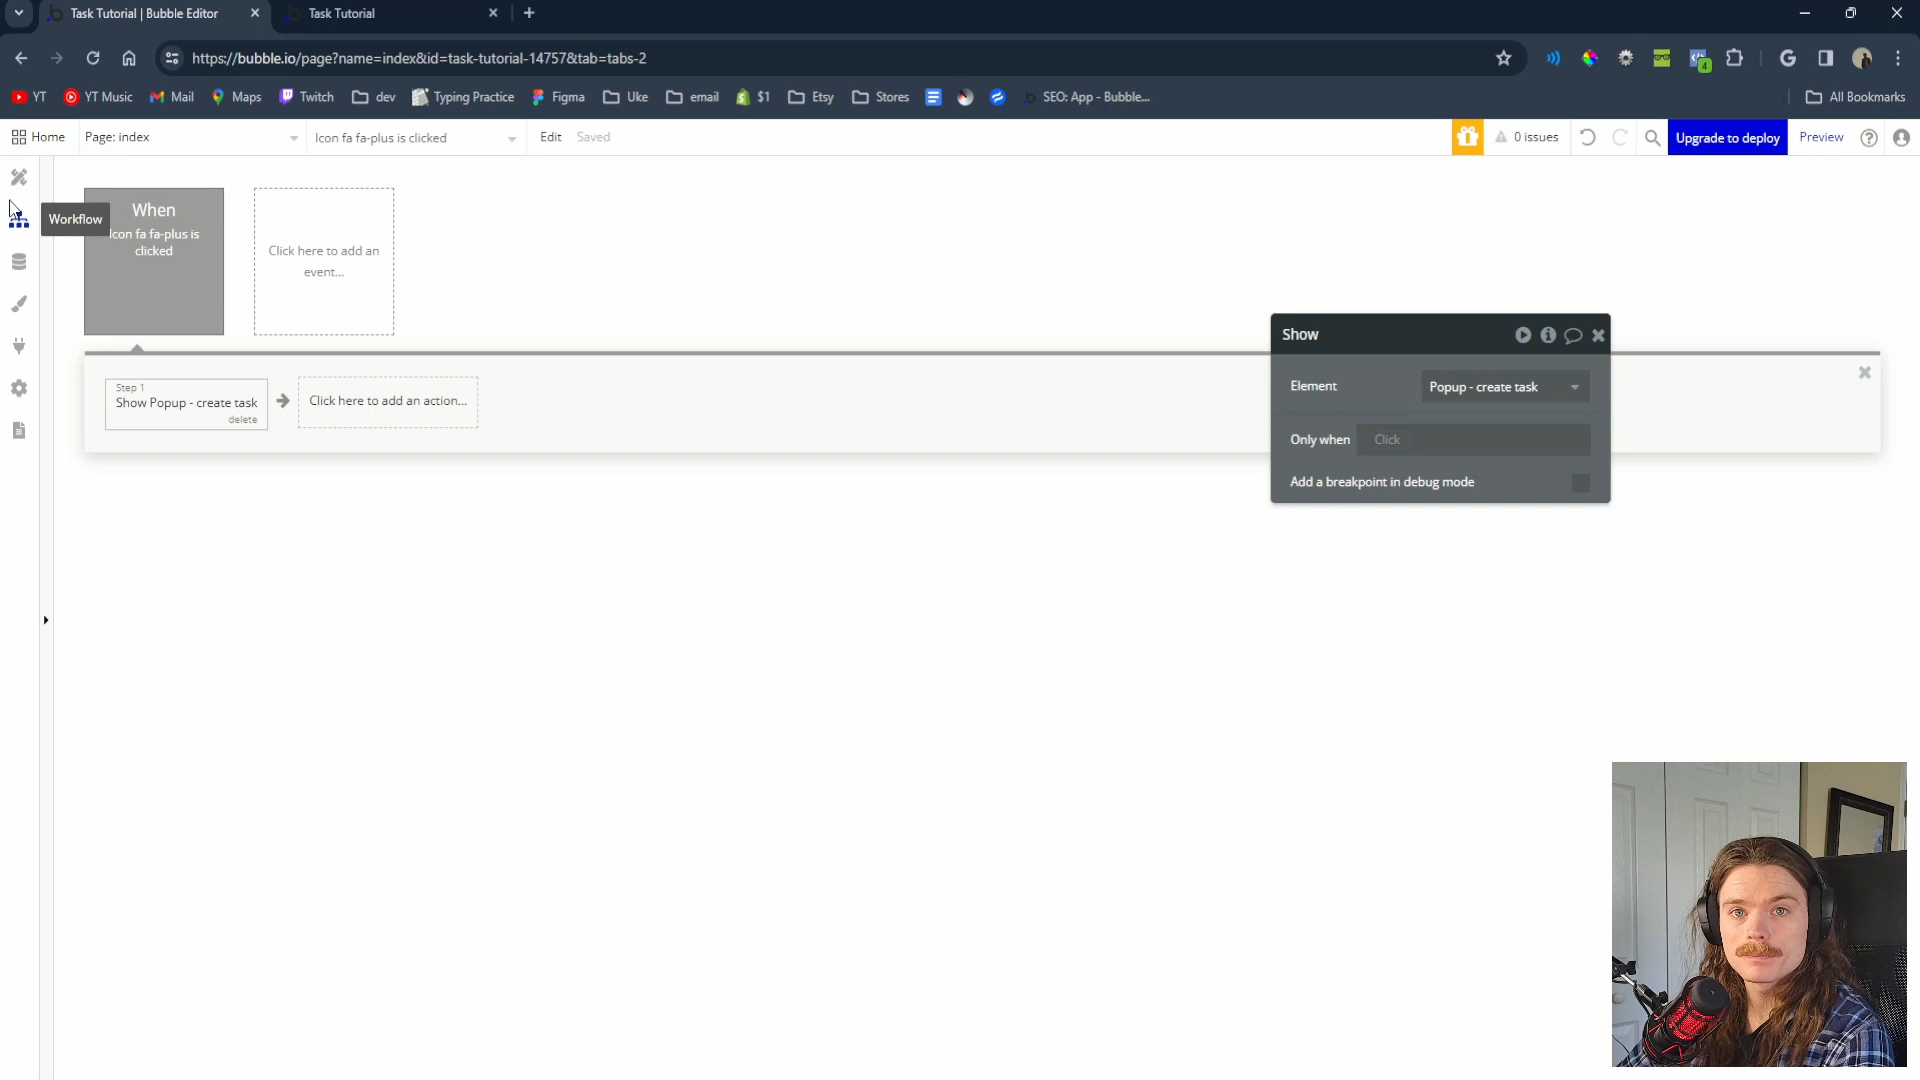 Task Tutorial | Bubble Editor
Task Tutorial
https://bubble.io/page?name=index&id=task-tutorial-14757&tab=tabs-2
4
YT
YT Music
Mail
Maps
Twitch
dev
Typing Practice
Figma
Uke
email
$1
Etsy
Stores
SEO: App - Bubble...
All Bookmarks
Home
Page: index
Icon fa fa-plus is clicked
Edit
Saved
0 issues
Upgrade to deploy
Preview
Workflow
When
Icon fa fa-plus is
clicked
Click here to add an
event...
Step 1
Show Popup - create task
delete
Click here to add an action...
Show
Element
Popup - create task
Only when
Click
Add a breakpoint in debug mode